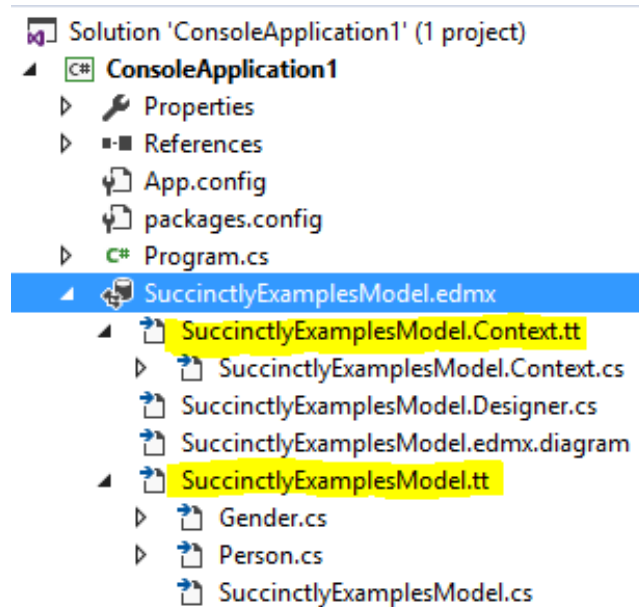 Solution 'ConsoleApplication1' (1 project)
C# ConsoleApplication1
Properties
References
App.config
packages.config
C# Program.cs
SuccinctlyExamplesModel.edmx
SuccinctlyExamplesModel.Context.tt
SuccinctlyExamplesModel.Context.cs
SuccinctlyExamplesModel.Designer.cs
SuccinctlyExamplesModel.edmx.diagram
SuccinctlyExamplesModel.tt
Gender.cs
Person.cs
SuccinctlyExamplesModel.cs